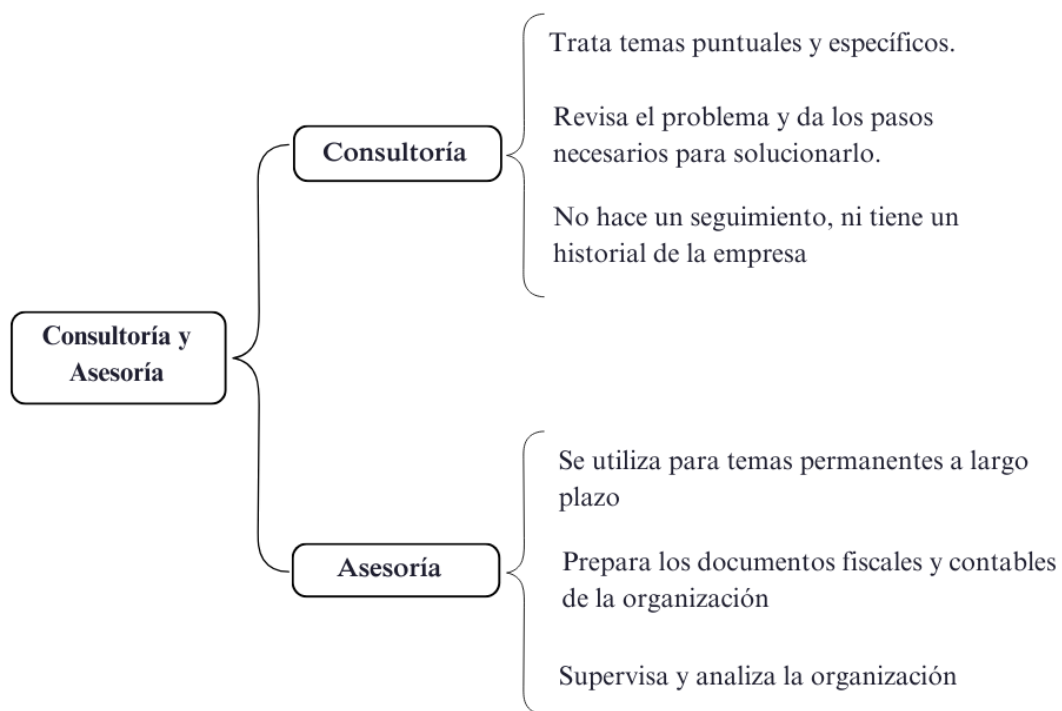 Consultoría y
Asesoría
Consultoría
Trata temas puntuales y específicos.
Revisa el problema y da los pasos
necesarios para solucionarlo.
No hace un seguimiento, ni tiene un
historial de la empresa
Asesoría
Se utiliza para temas permanentes a largo
plazo
Prepara los documentos fiscales y contables
de la organización
Supervisa y analiza la organización